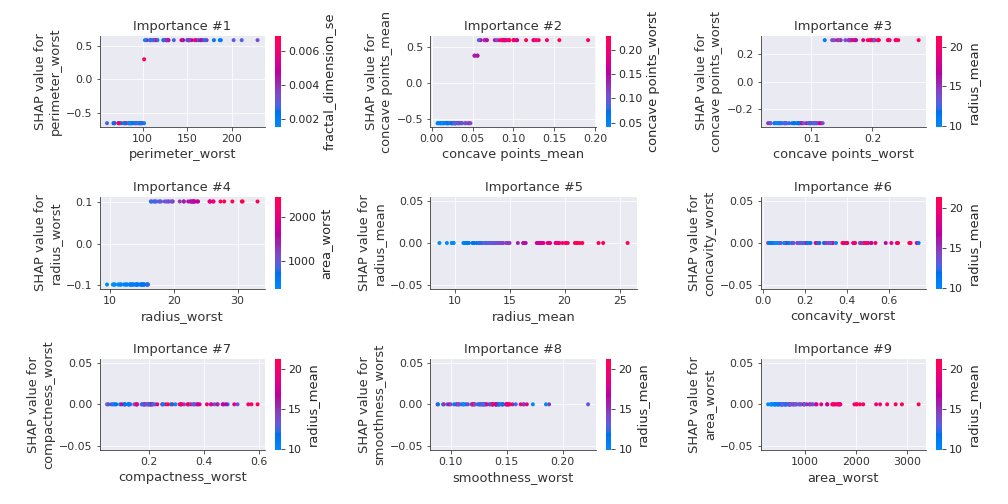 Importance #1
SHAP value for
perimeter_worst
0.5
0.0
−0.5
100
150
200
perimeter_worst
0.006
0.004
0.002
fractal_dimension_se
Importance #2
SHAP value for
concave points_mean
0.5
0.0
−0.5
0.00
0.05
0.10
0.15
0.20
concave points_mean
0.20
0.15
0.10
0.05
concave points_worst
Importance #3
SHAP value for
concave points_worst
0.2
0.0
−0.2
0.1
0.2
concave points_worst
20
15
10
radius_mean
Importance #4
SHAP value for
radius_worst
0.1
0.0
−0.1
10
20
30
radius_worst
2000
1000
area_worst
Importance #5
SHAP value for
radius_mean
0.05
0.00
−0.05
10
15
20
25
radius_mean
Importance #6
SHAP value for
concavity_worst
0.05
0.00
−0.05
0.0
0.2
0.4
0.6
concavity_worst
20
15
10
radius_mean
Importance #7
SHAP value for
compactness_worst
0.05
0.00
−0.05
0.2
0.4
0.6
compactness_worst
20
15
10
radius_mean
Importance #8
SHAP value for
smoothness_worst
0.05
0.00
−0.05
0.10
0.15
0.20
smoothness_worst
20
15
10
radius_mean
Importance #9
SHAP value for
area_worst
0.05
0.00
−0.05
1000
2000
3000
area_worst
20
15
10
radius_mean